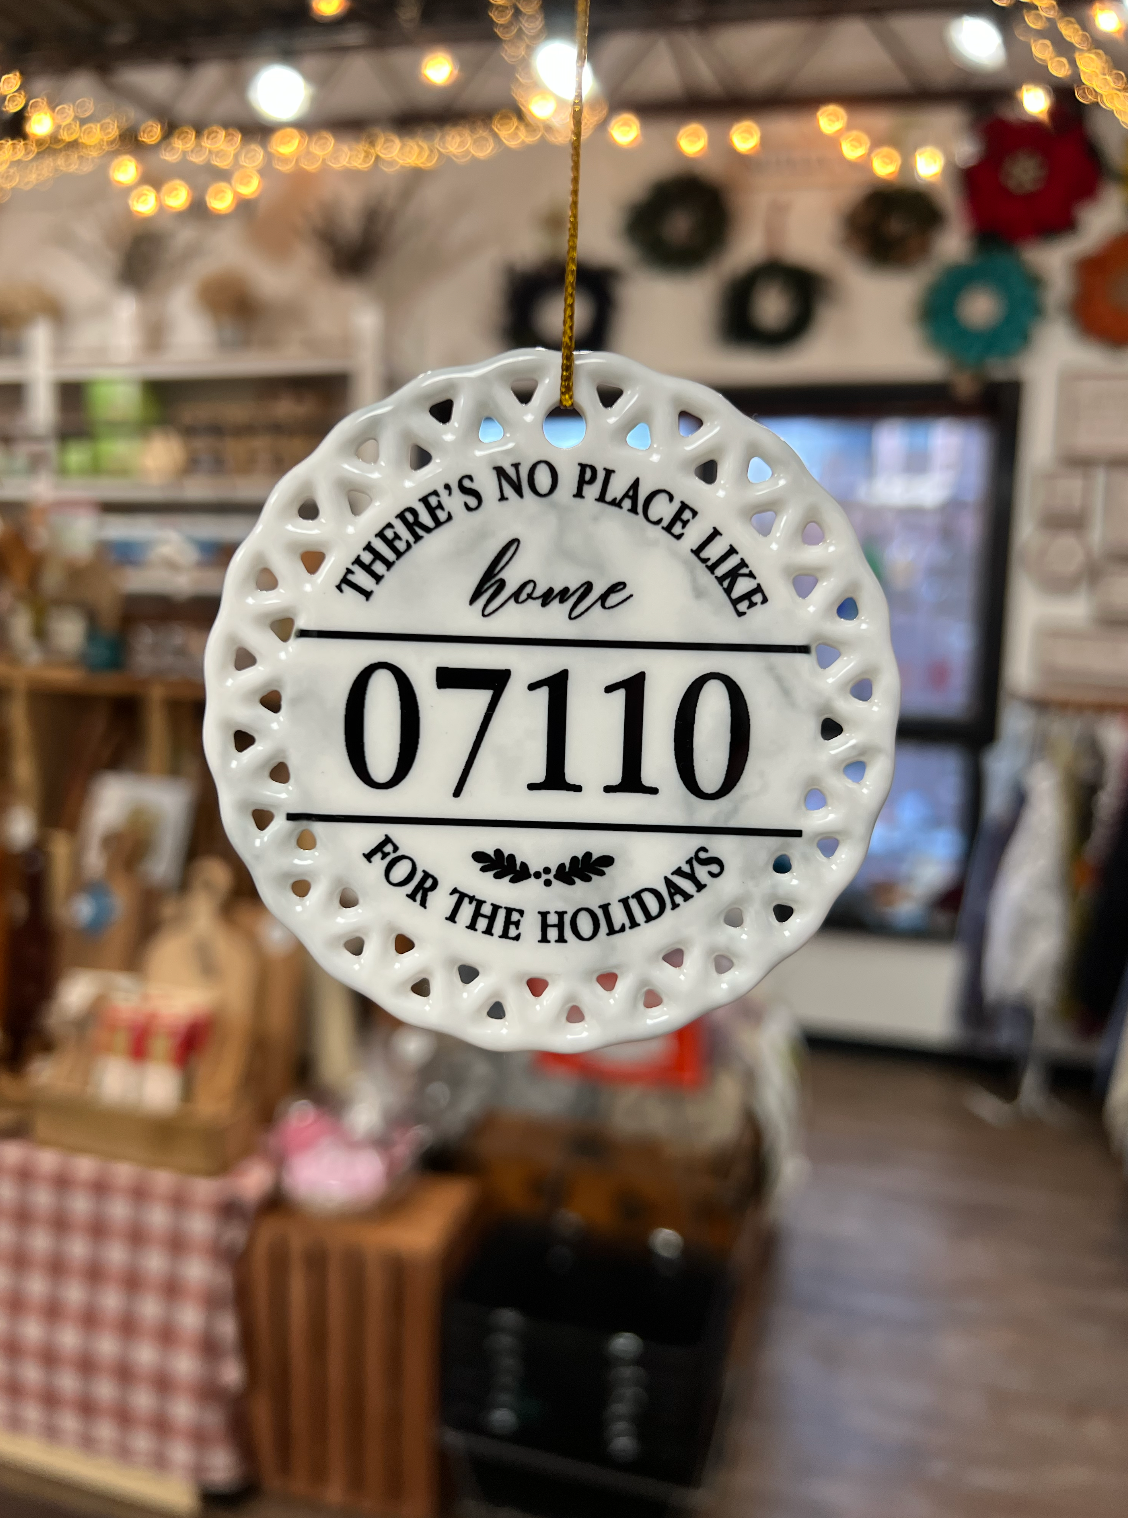 THERE'S NO PLACE LIKE
home
07110
FOR THE HOLIDAYS